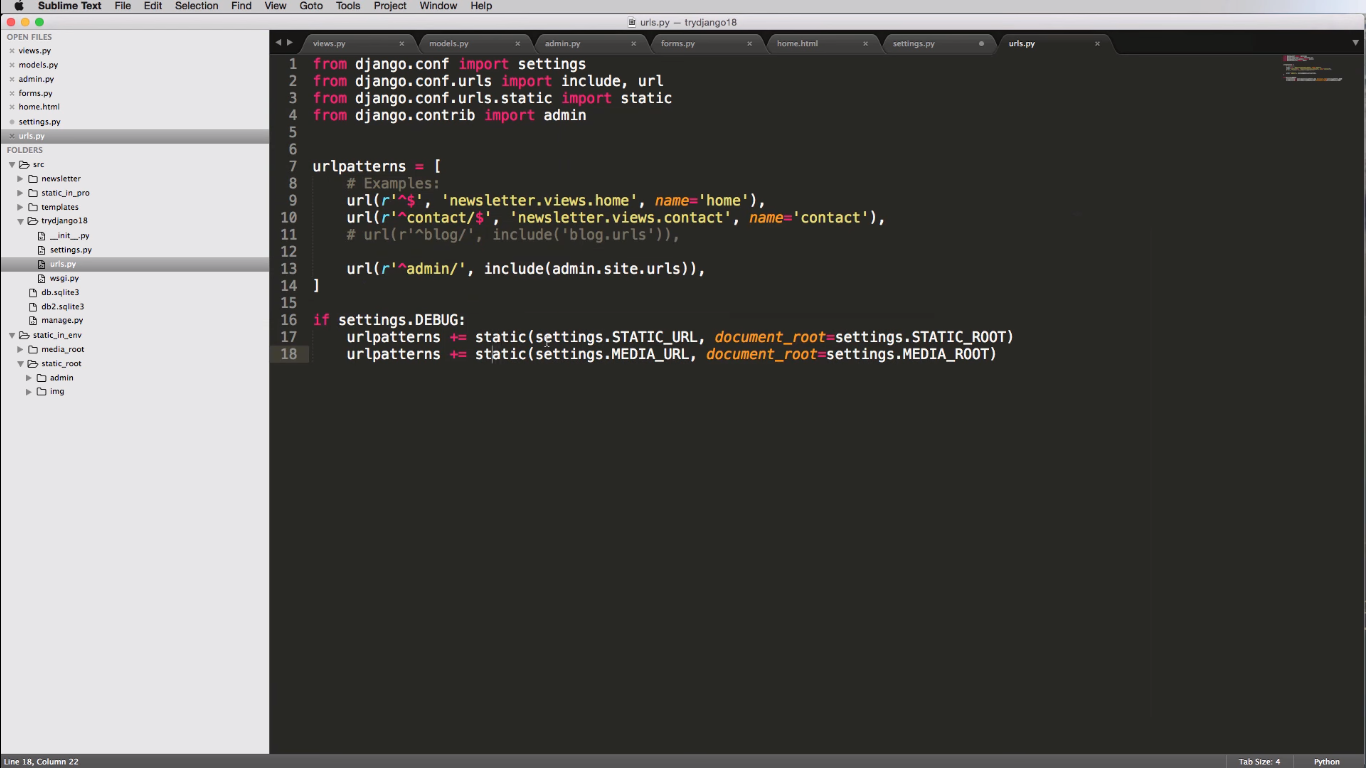 Sublime Text File Edit Selection Find View Goto Tools Project Window Help
urls.py — trydjango18
OPEN FILES
views.py
models.py
admin.py
forms.py
home.html
settings.py
urls.py
FOLDERS
src
newsletter
static_in_pro
templates
trydjango18
__init__.py
settings.py
urls.py
wsgi.py
db.sqlite3
db2.sqlite3
manage.py
static_in_env
media_root
static_root
admin
img
views.py models.py admin.py forms.py home.html settings.py urls.py
1 from django.conf import settings
2 from django.conf.urls import include, url
3 from django.conf.urls.static import static
4 from django.contrib import admin
5
6
7 urlpatterns = [
8     # Examples:
9     url(r'^$', 'newsletter.views.home', name='home'),
10     url(r'^contact/$', 'newsletter.views.contact', name='contact'),
11     # url(r'^blog/', include('blog.urls')),
12
13     url(r'^admin/', include(admin.site.urls)),
14 ]
15
16 if settings.DEBUG:
17     urlpatterns += static(settings.STATIC_URL, document_root=settings.STATIC_ROOT)
18     urlpatterns += static(settings.MEDIA_URL, document_root=settings.MEDIA_ROOT)
Line 18, Column 22 Tab Size: 4 Python